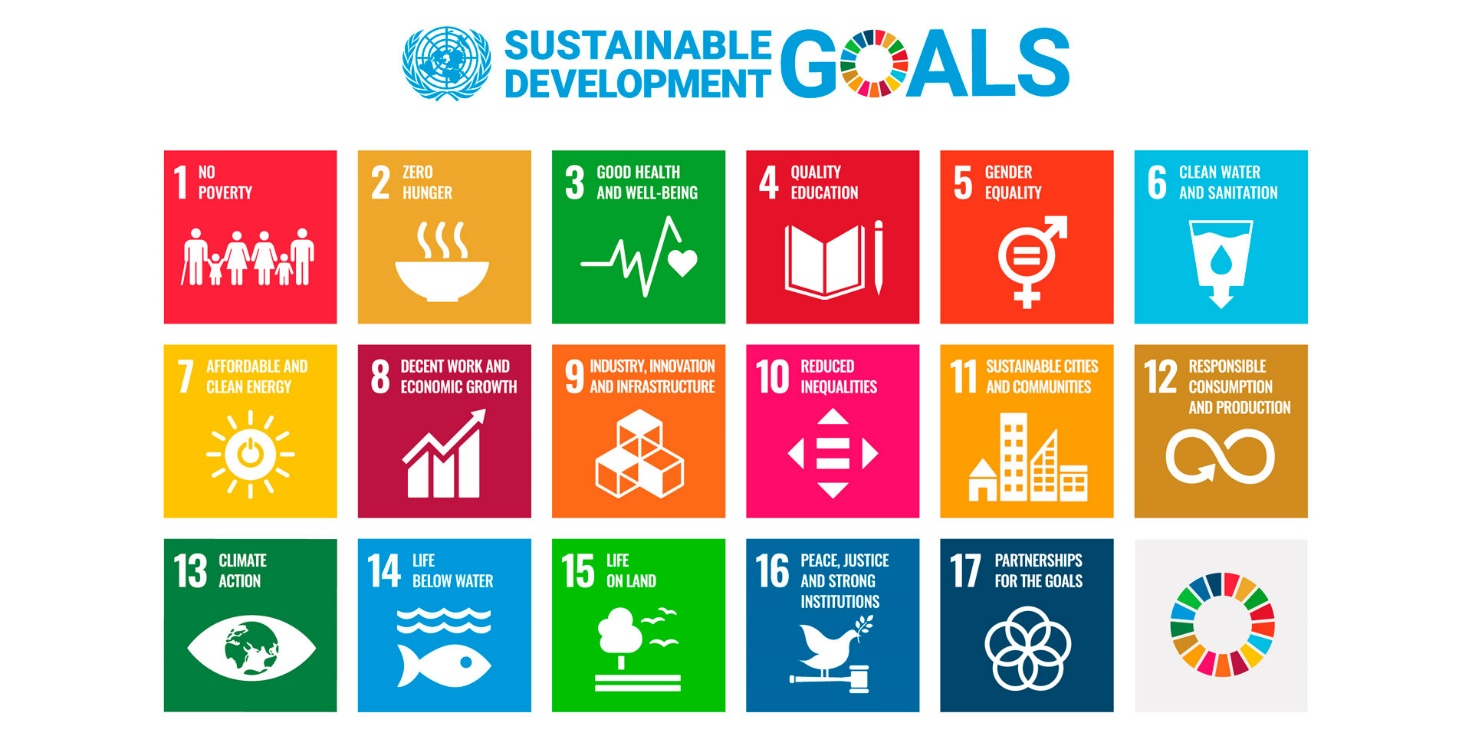 SUSTAINABLE
DEVELOPMENT
GOALS
1 NO
POVERTY
2 ZERO
HUNGER
3 GOOD HEALTH
AND WELL-BEING
4 QUALITY
EDUCATION
5 GENDER
EQUALITY
6 CLEAN WATER
AND SANITATION
7 AFFORDABLE AND
CLEAN ENERGY
8 DECENT WORK AND
ECONOMIC GROWTH
9 INDUSTRY, INNOVATION
AND INFRASTRUCTURE
10 REDUCED
INEQUALITIES
11 SUSTAINABLE CITIES
AND COMMUNITIES
12 RESPONSIBLE
CONSUMPTION
AND PRODUCTION
13 CLIMATE
ACTION
14 LIFE
BELOW WATER
15 LIFE
ON LAND
16 PEACE, JUSTICE
AND STRONG
INSTITUTIONS
17 PARTNERSHIPS
FOR THE GOALS